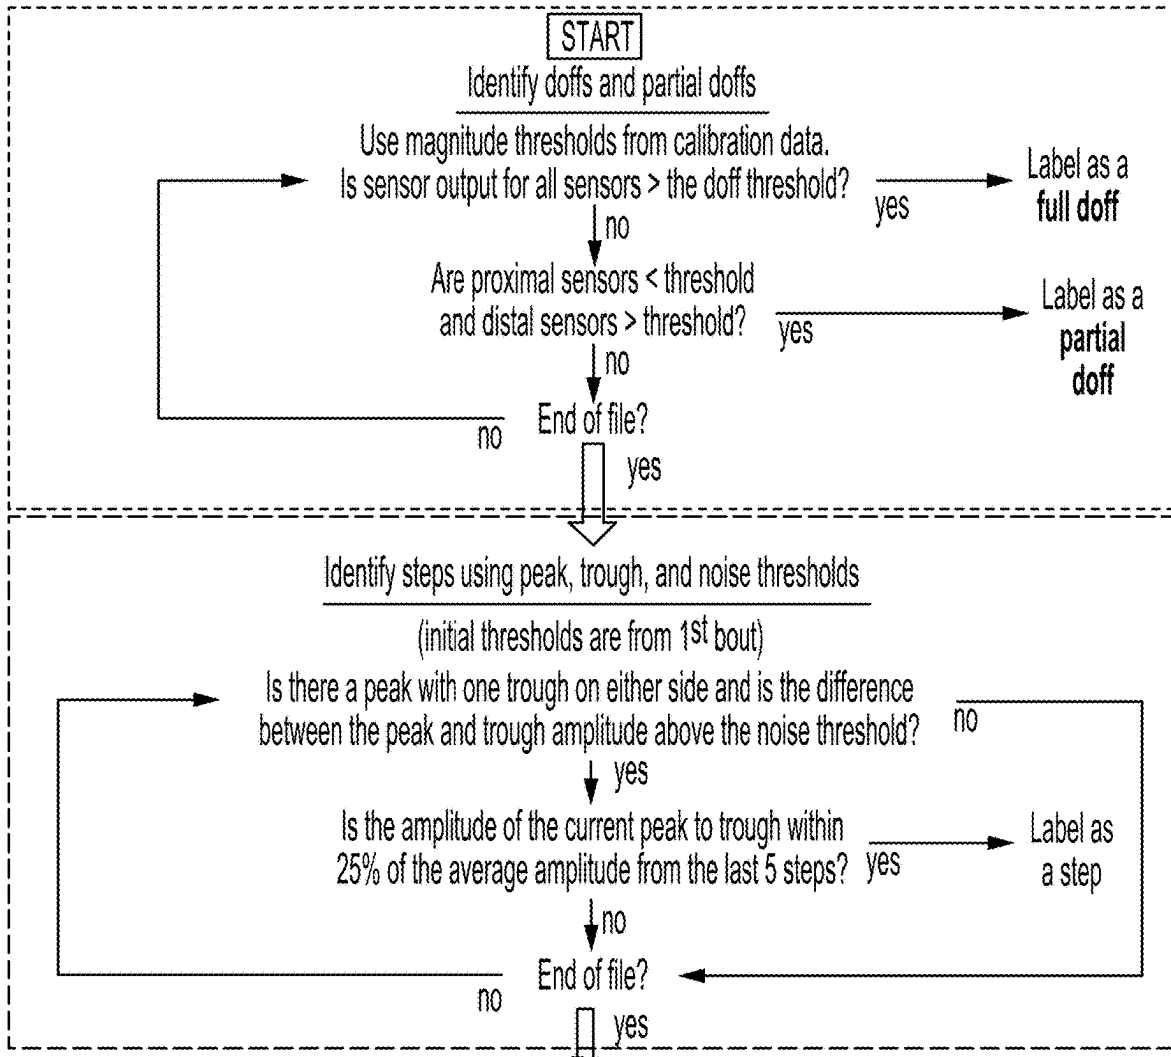 START
Identify doffs and partial doffs
Use magnitude thresholds from calibration data.
Is sensor output for all sensors > the doff threshold?
yes
Label as a
full doff
no
Are proximal sensors < threshold
and distal sensors > threshold?
yes
Label as a
partial
doff
no
End of file?
no
yes
Identify steps using peak, trough, and noise thresholds
(initial thresholds are from 1st bout)
Is there a peak with one trough on either side and is the difference
between the peak and trough amplitude above the noise threshold?
no
yes
Is the amplitude of the current peak to trough within
25% of the average amplitude from the last 5 steps?
yes
Label as
a step
no
End of file?
no
yes